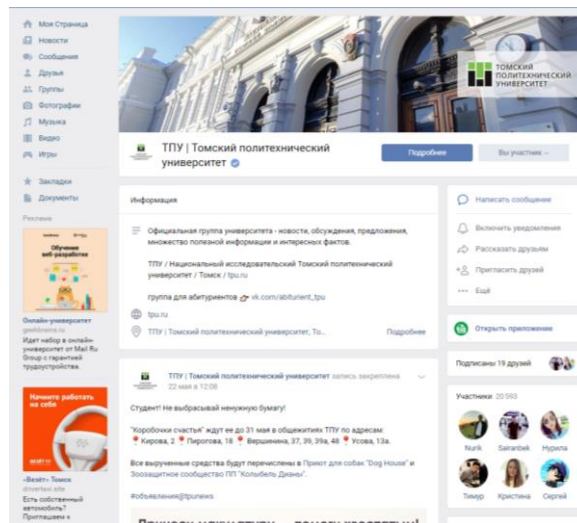 Моя Страница
Новости
Сообщения
Друзья
Группы
Фотографии
Музыка
Видео
Игры
Закладки
Документы
Реклама
Обучение
веб-разработке
Онлайн-университет
geekbrains.ru
Идет набор в онлайн-
университет от Mail Ru
Group с гарантией
трудоустройства.
Начните работать
на себя
«Везёт» Томск
drivertaxi.site
Есть собственный
автомобиль?
Приглашаем к
ТОМСКИЙ
ПОЛИТЕХНИЧЕСКИЙ
УНИВЕРСИТЕТ
ТПУ | Томский политехнический
университет
Подробнее
Вы участник
Информация
Официальная группа университета - новости, обсуждения, предложения,
множество полезной информации и интересных фактов.
ТПУ / Национальный исследовательский Томский политехнический
университет / Томск / tpu.ru
группа для абитуриентов vk.com/abiturient_tpu
tpu.ru
ТПУ | Томский политехнический университет, То...
Подробнее
ТПУ | Томский политехнический университет запись закреплена
22 мая в 12:08
Студент! Не выбрасывай ненужную бумагу!
"Коробочки счастья" ждут ее до 31 мая в общежитиях ТПУ по адресам:
Кирова, 2 Пирогова, 18 Вершинина, 37, 39, 39а, 48 Усова, 13а.
Все вырученные средства будут перечислены в Приют для собак "Dog House" и
Зоозащитное сообщество ПП "Колыбель Дианы".
#объявления@tpunews
Написать сообщение
Включить уведомления
Рассказать друзьям
Пригласить друзей
Ещё
Открыть приложение
Подписаны 19 друзей
Участники 20 593
Nurik Sairanbek Нурила
Тимур Кристина Сергей